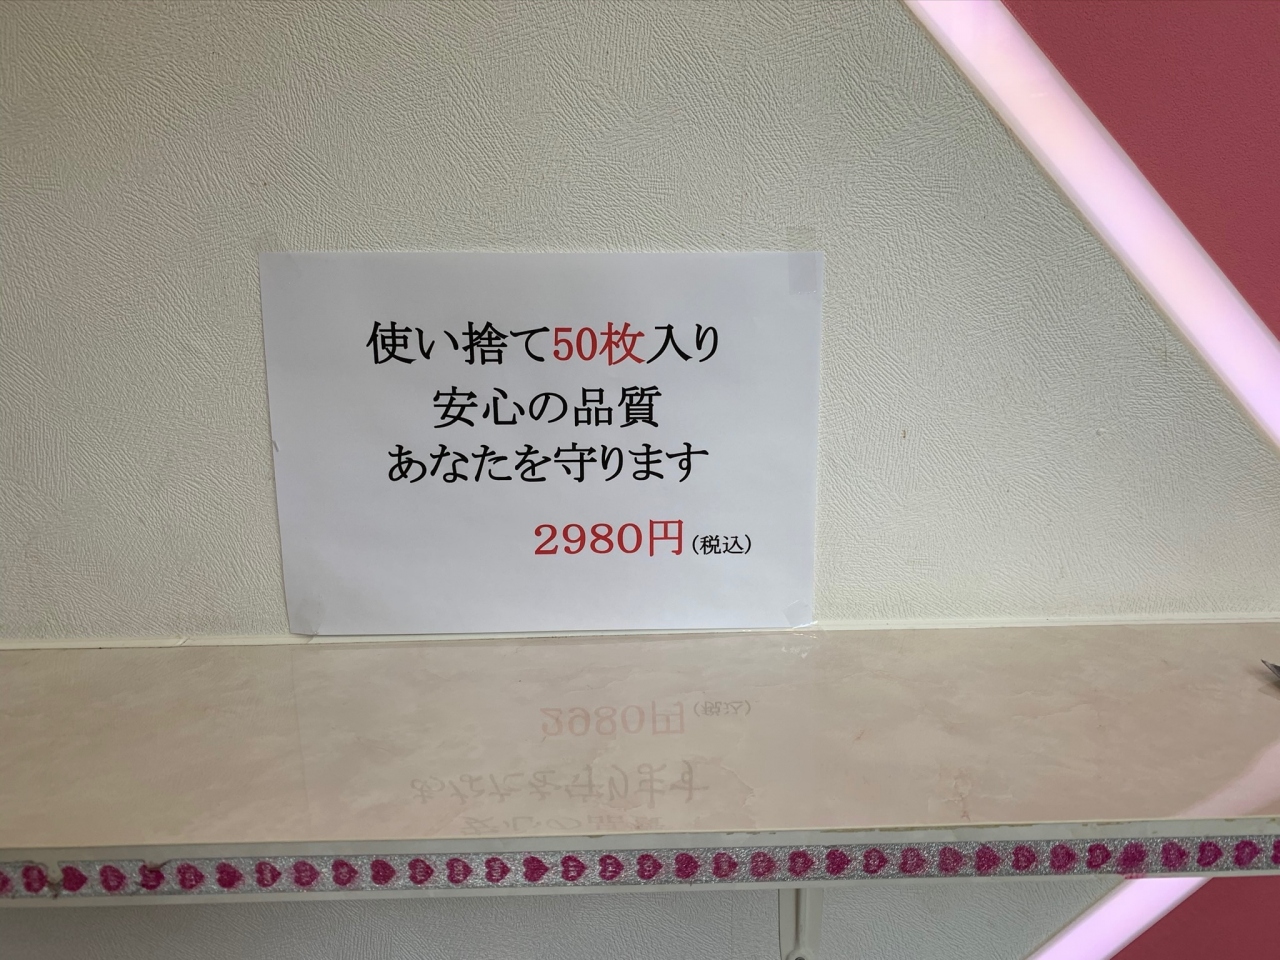 使い捨て50枚入り
安心の品質
あなたを守ります
2980円(税込)